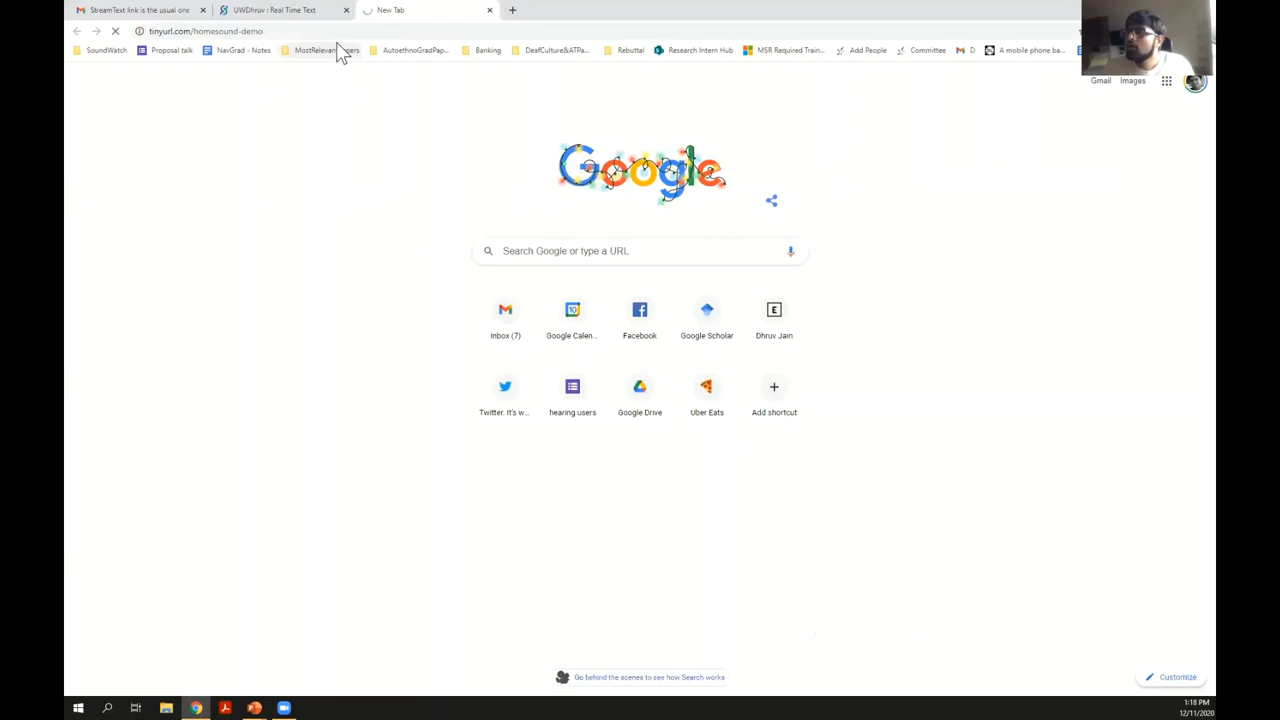 StreamText link is the usual one
UWDhruv : Real Time Text
New Tab
tinyurl.com/homesound-demo
SoundWatch
Proposal talk
NavGrad - Notes
AutoethnoGradPap...
Banking
DeafCulture&ATPa...
Rebuttal
Research Intern Hub
MSR Required Train...
Add People
Committee
D
A mobile phone ba...
Gmail
Images
Google
Search Google or type a URL
Inbox (7)
Google Calen...
Facebook
Google Scholar
Dhruv Jain
Twitter. It's w...
hearing users
Google Drive
Uber Eats
Add shortcut
Go behind the scenes to see how Search works
Customize
1:18 PM
12/11/2020